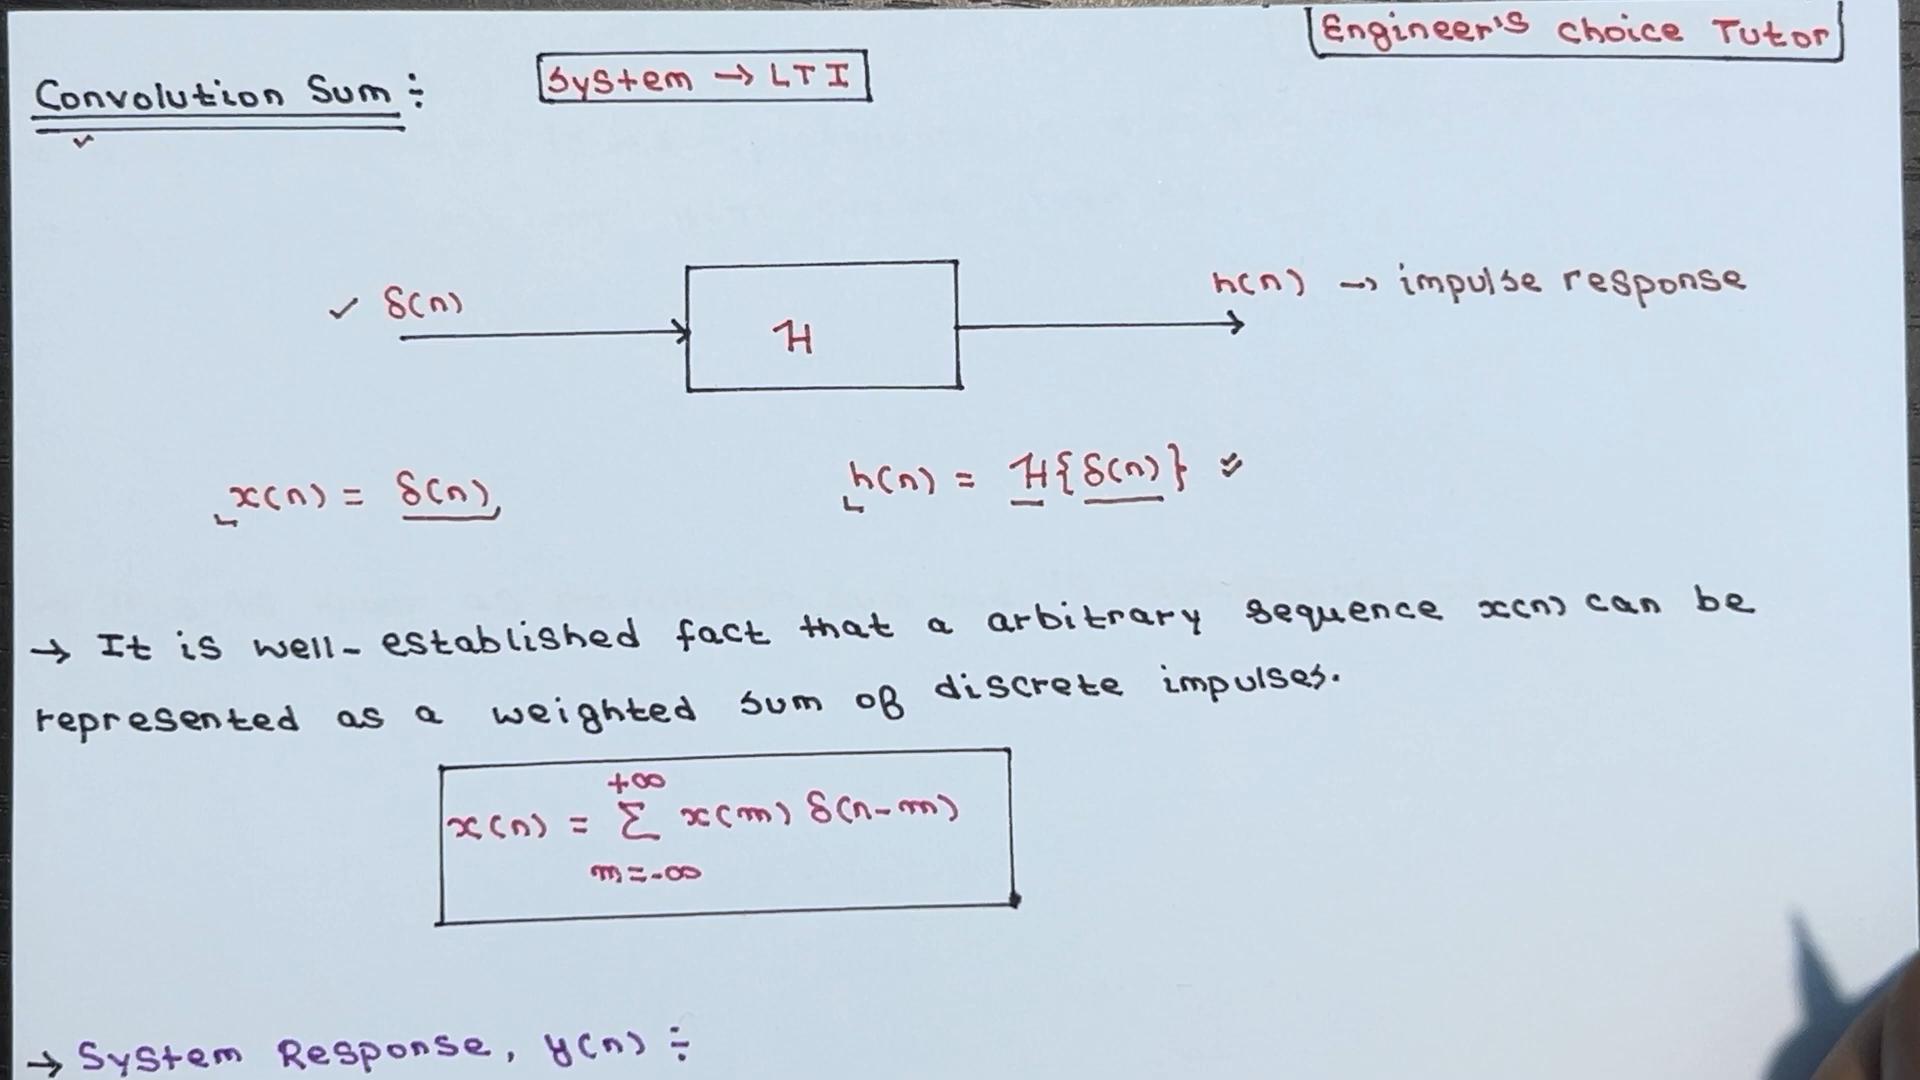 Engineer's Choice Tutor
Convolution Sum :
System → LTI
δ(n)
H
h(n) → impulse response
x(n) = δ(n)
h(n) = H{δ(n)}
→ It is well-established fact that a arbitrary sequence x(n) can be
represented as a weighted sum of discrete impulses.
+∞
x(n) = Σ x(m) δ(n-m)
m=-∞
→ System Response, y(n) :